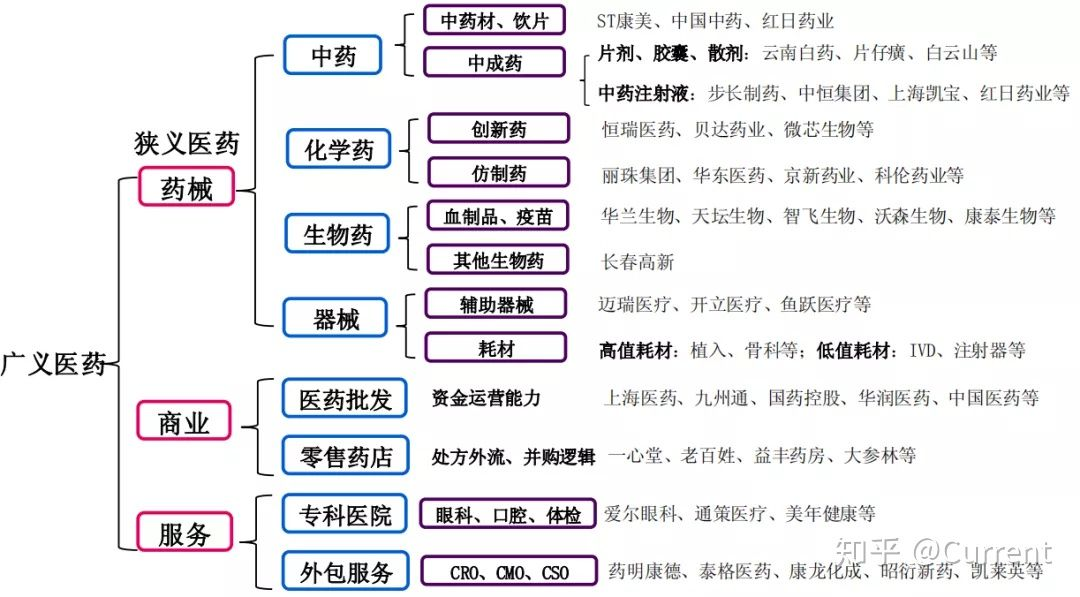 广义医药
狭义医药
药械
中药
中药材、饮片
ST康美、中国中药、红日药业
中成药
片剂、胶囊、散剂：云南白药、片仔癀、白云山等
中药注射液：步长制药、中恒集团、上海凯宝、红日药业等
化学药
创新药
恒瑞医药、贝达药业、微芯生物等
仿制药
丽珠集团、华东医药、京新药业、科伦药业等
生物药
血制品、疫苗
华兰生物、天坛生物、智飞生物、沃森生物、康泰生物等
其他生物药
长春高新
器械
辅助器械
迈瑞医疗、开立医疗、鱼跃医疗等
耗材
高值耗材：植入、骨科等；低值耗材：IVD、注射器等
商业
医药批发
资金运营能力
上海医药、九州通、国药控股、华润医药、中国医药等
零售药店
处方外流、并购逻辑
一心堂、老百姓、益丰药房、大参林等
服务
专科医院
眼科、口腔、体检
爱尔眼科、通策医疗、美年健康等
外包服务
CRO、CMO、CSO
药明康德、泰格医药、康龙化成、昭衍新药、凯莱英等
知乎 @Current